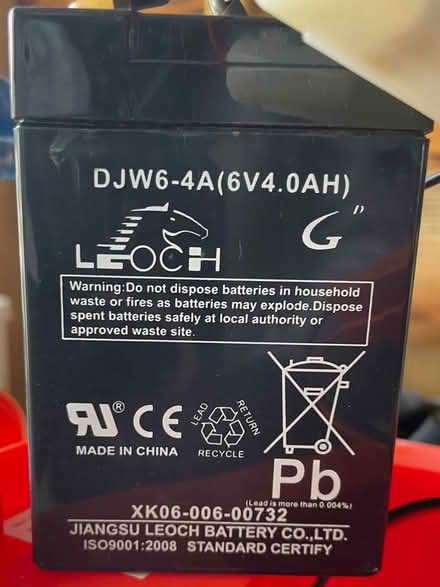 DJW6-4A(6V4.0AH)
G"
LEOCH
Warning:Do not dispose batteries in household
waste or fires as batteries may explode.Dispose
spent batteries safely at local authority or
approved waste site.
RU® CE
MADE IN CHINA
LEAD RETURN
RECYCLE
Pb
(Lead is more than 0.004%)
XK06-006-00732
JIANGSU LEOCH BATTERY CO.,LTD.
ISO9001:2008 STANDARD CERTIFY